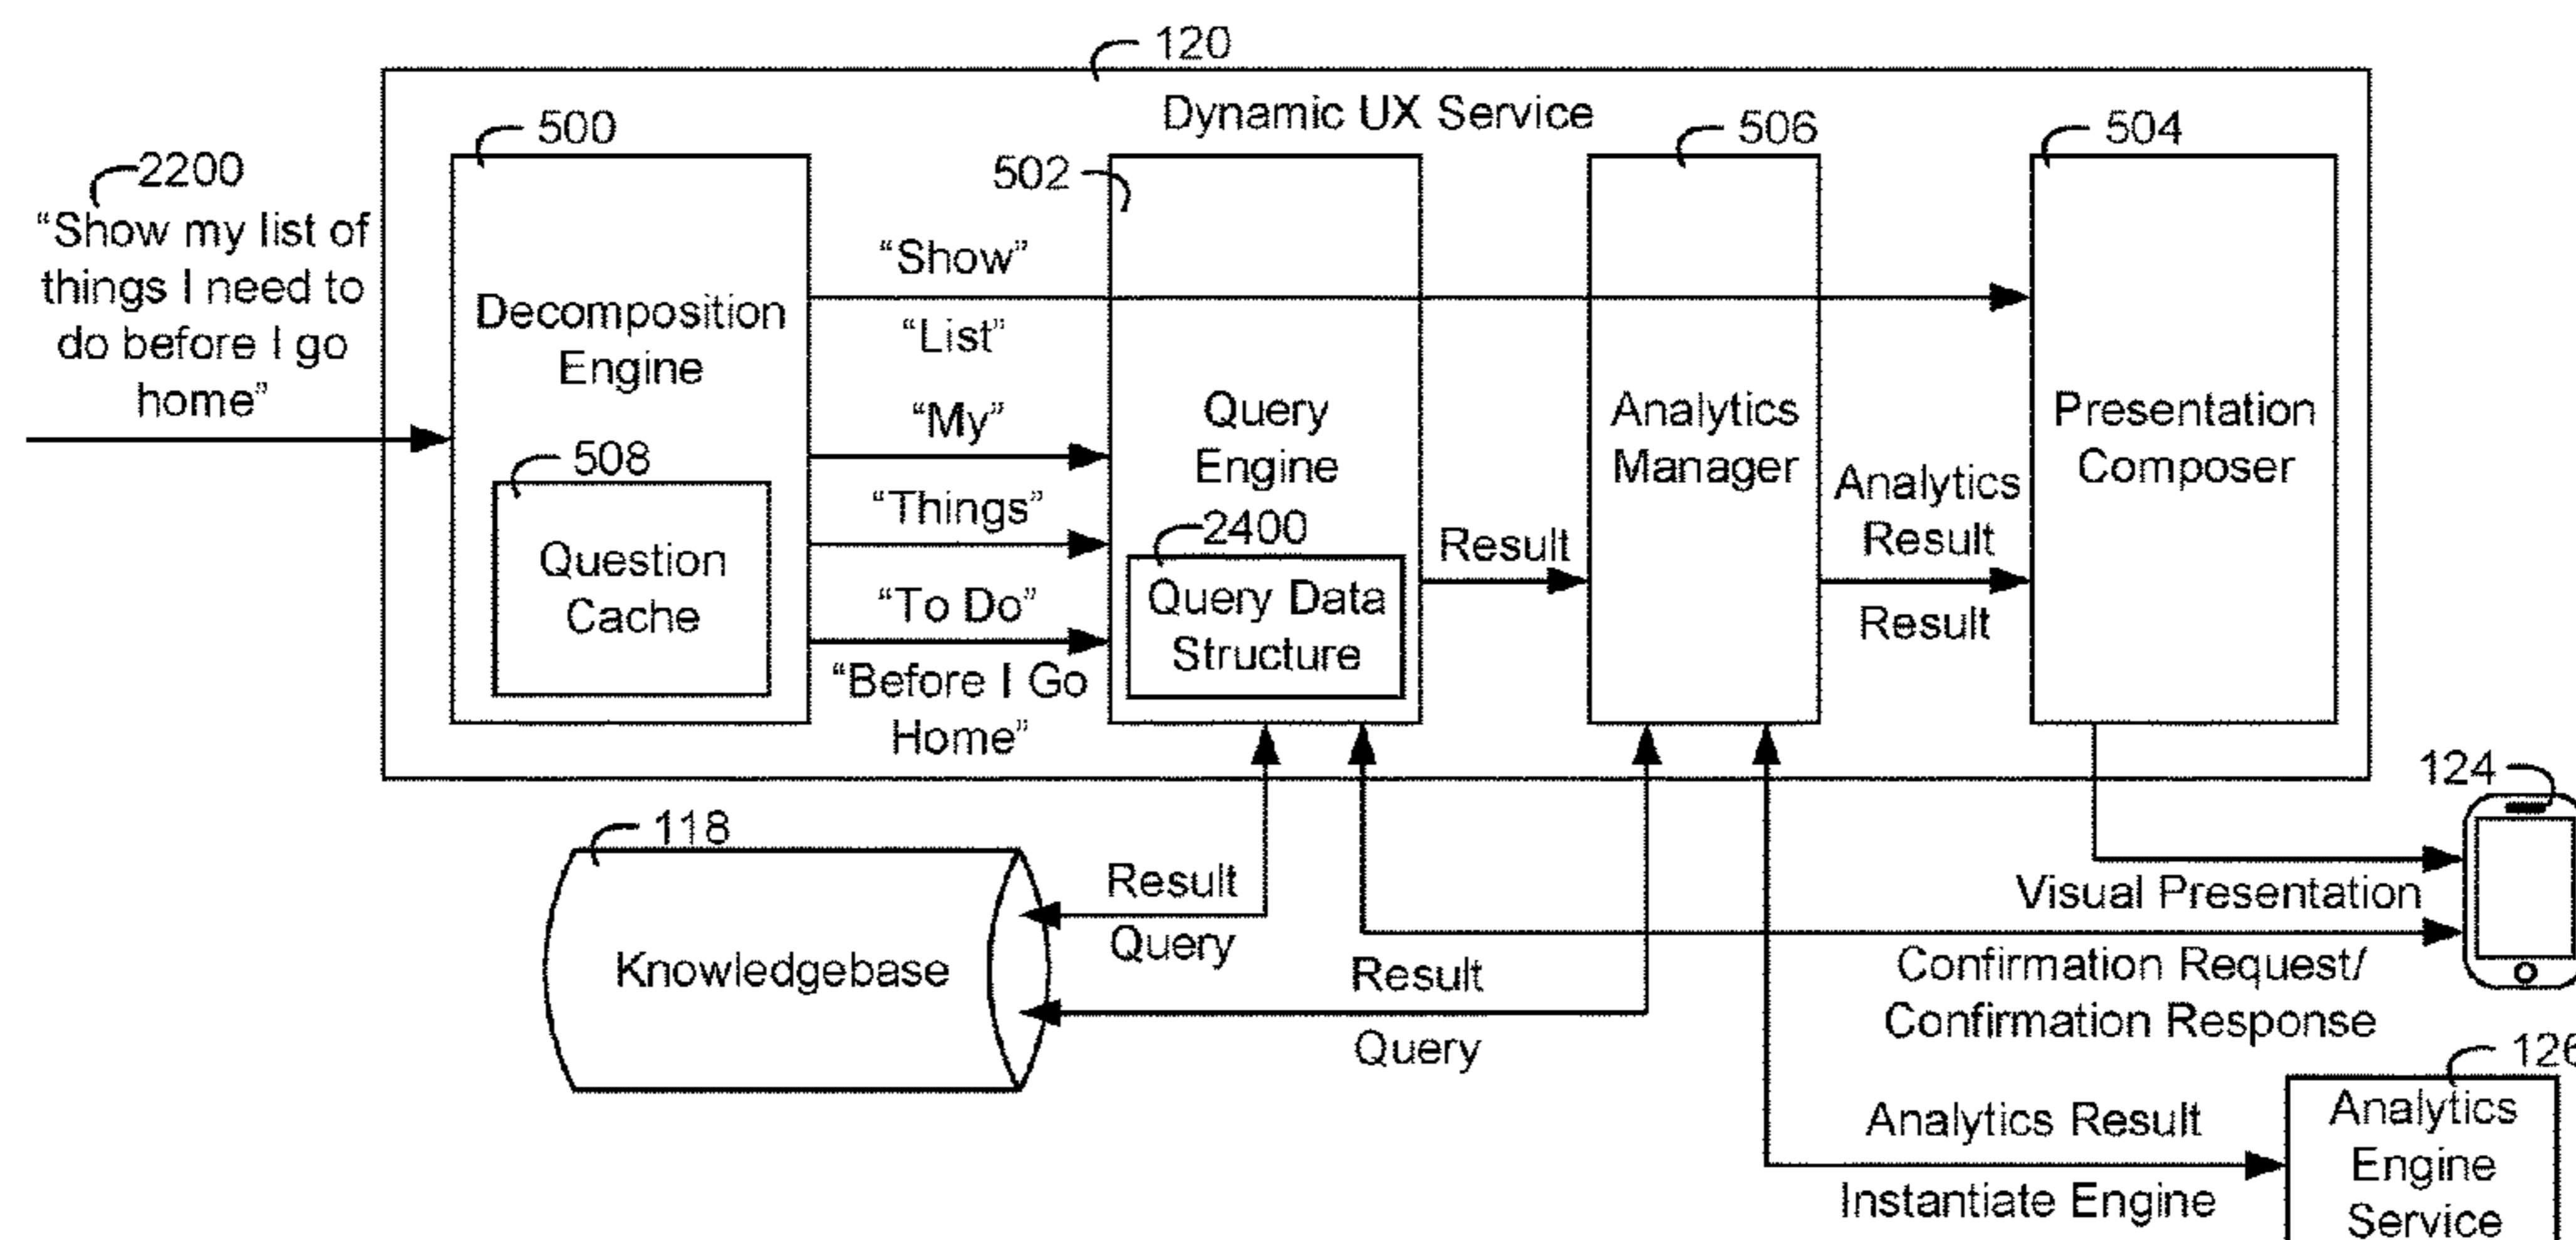 120
Dynamic UX Service
2200
“Show my list of
things I need to
do before I go
home”
500
Decomposition
Engine
508
Question
Cache
“Show”
“List”
“My”
“Things”
“To Do”
“Before I Go
Home”
502
Query
Engine
2400
Query Data
Structure
Result
506
Analytics
Manager
Analytics
Result
Result
504
Presentation
Composer
118
Knowledgebase
Result
Query
Result
Query
124
Visual Presentation
Confirmation Request/
Confirmation Response
126
Analytics Result
Instantiate Engine
Analytics
Engine
Service